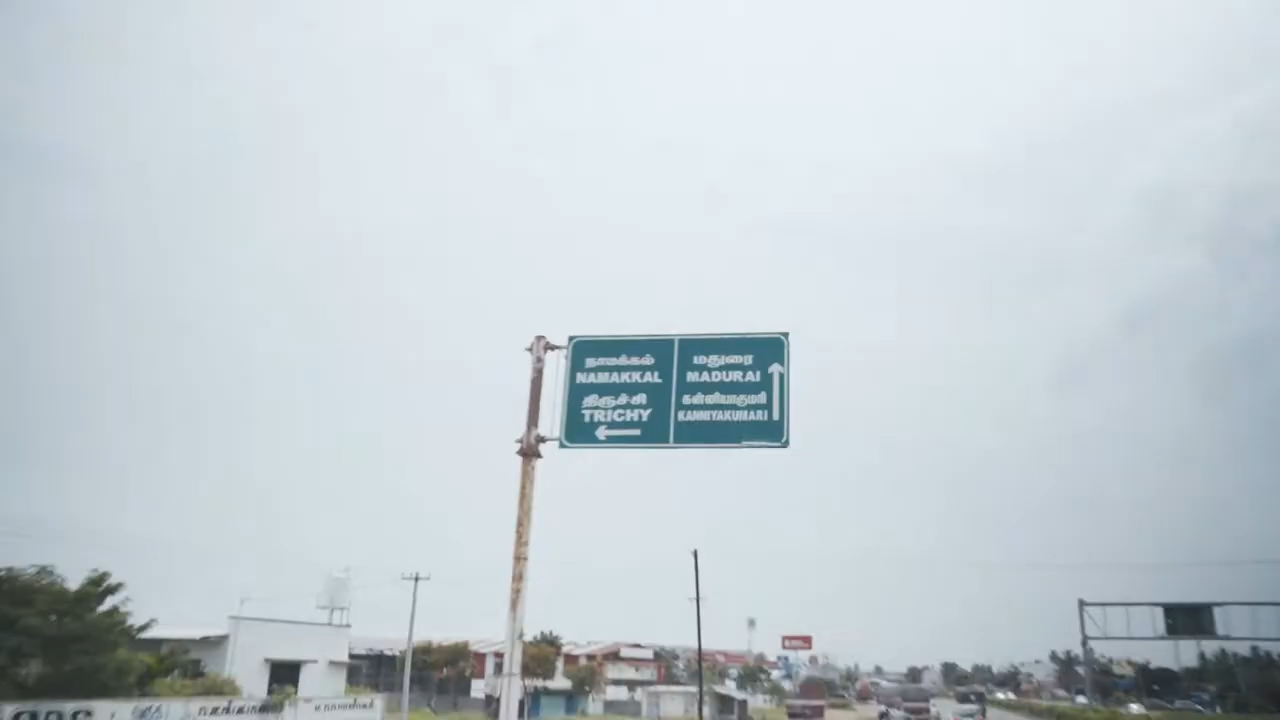 நாமக்கல்
NAMAKKAL
திருச்சி
TRICHY
மதுரை
MADURAI
கன்னியாகுமரி
KANNIYAKUMARI